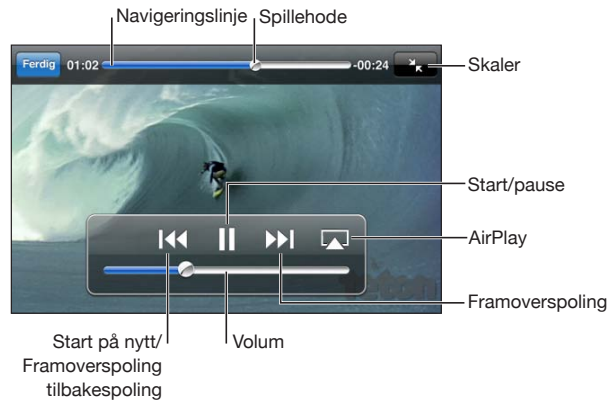 Navigeringslinje
Spillehode
Ferdig
01:02
-00:24
Skaler
Start/pause
AirPlay
Framoverspoling
Start på nytt/
Framoverspoling
tilbakespoling
Volum